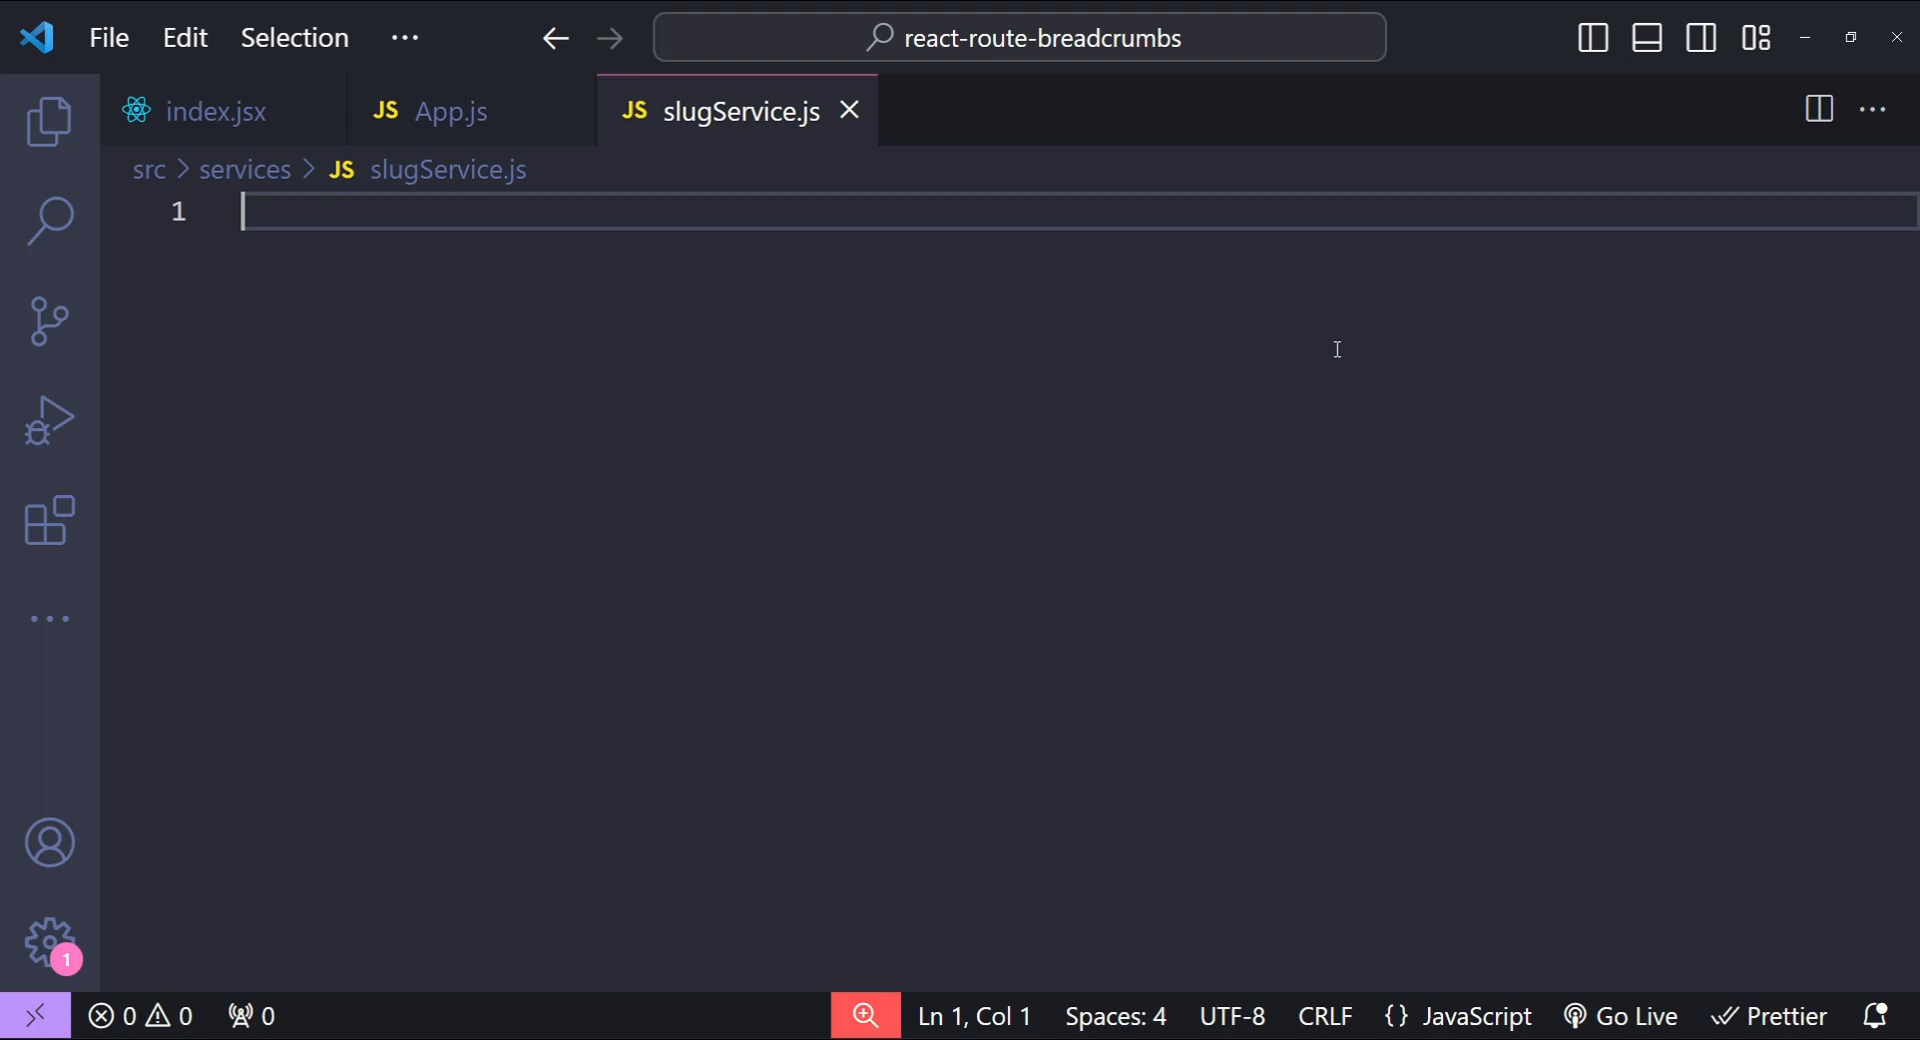 File Edit Selection ··· react-route-breadcrumbs
index.jsx JS App.js JS slugService.js
src > services > JS slugService.js
1
1
0 0 0 Ln 1, Col 1 Spaces: 4 UTF-8 CRLF {} JavaScript Go Live Prettier